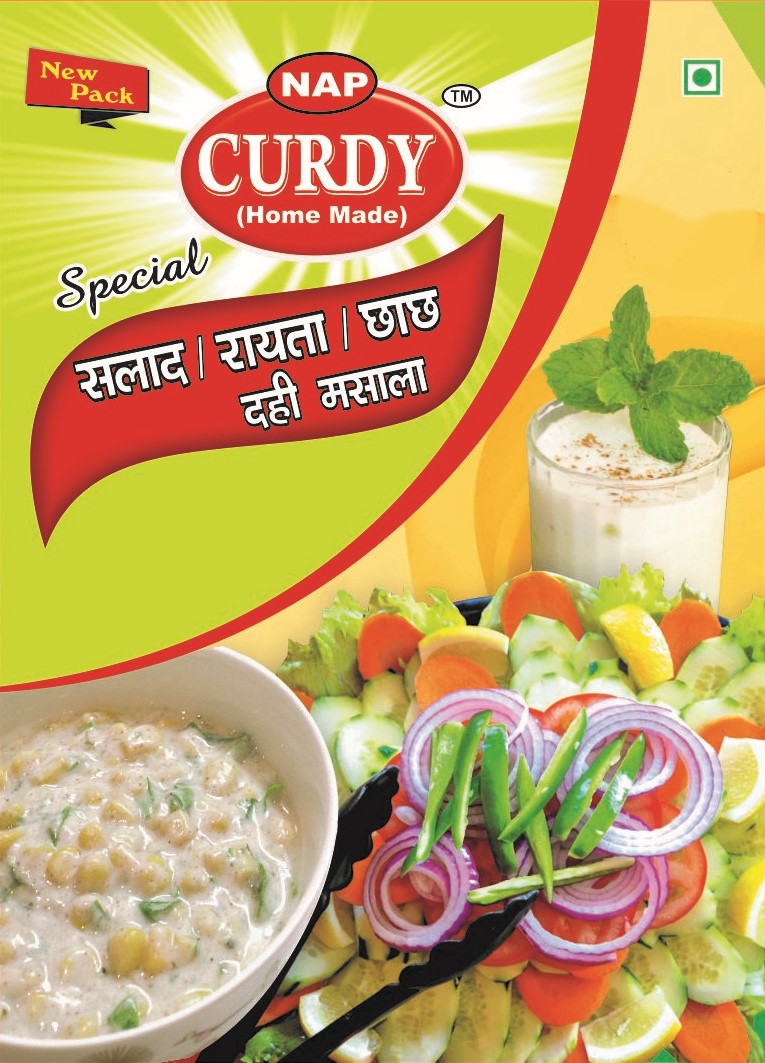 New
Pack
NAP
TM
CURDY
(Home Made)
Special
सलाद / रायता / छाछ
दही मसाला